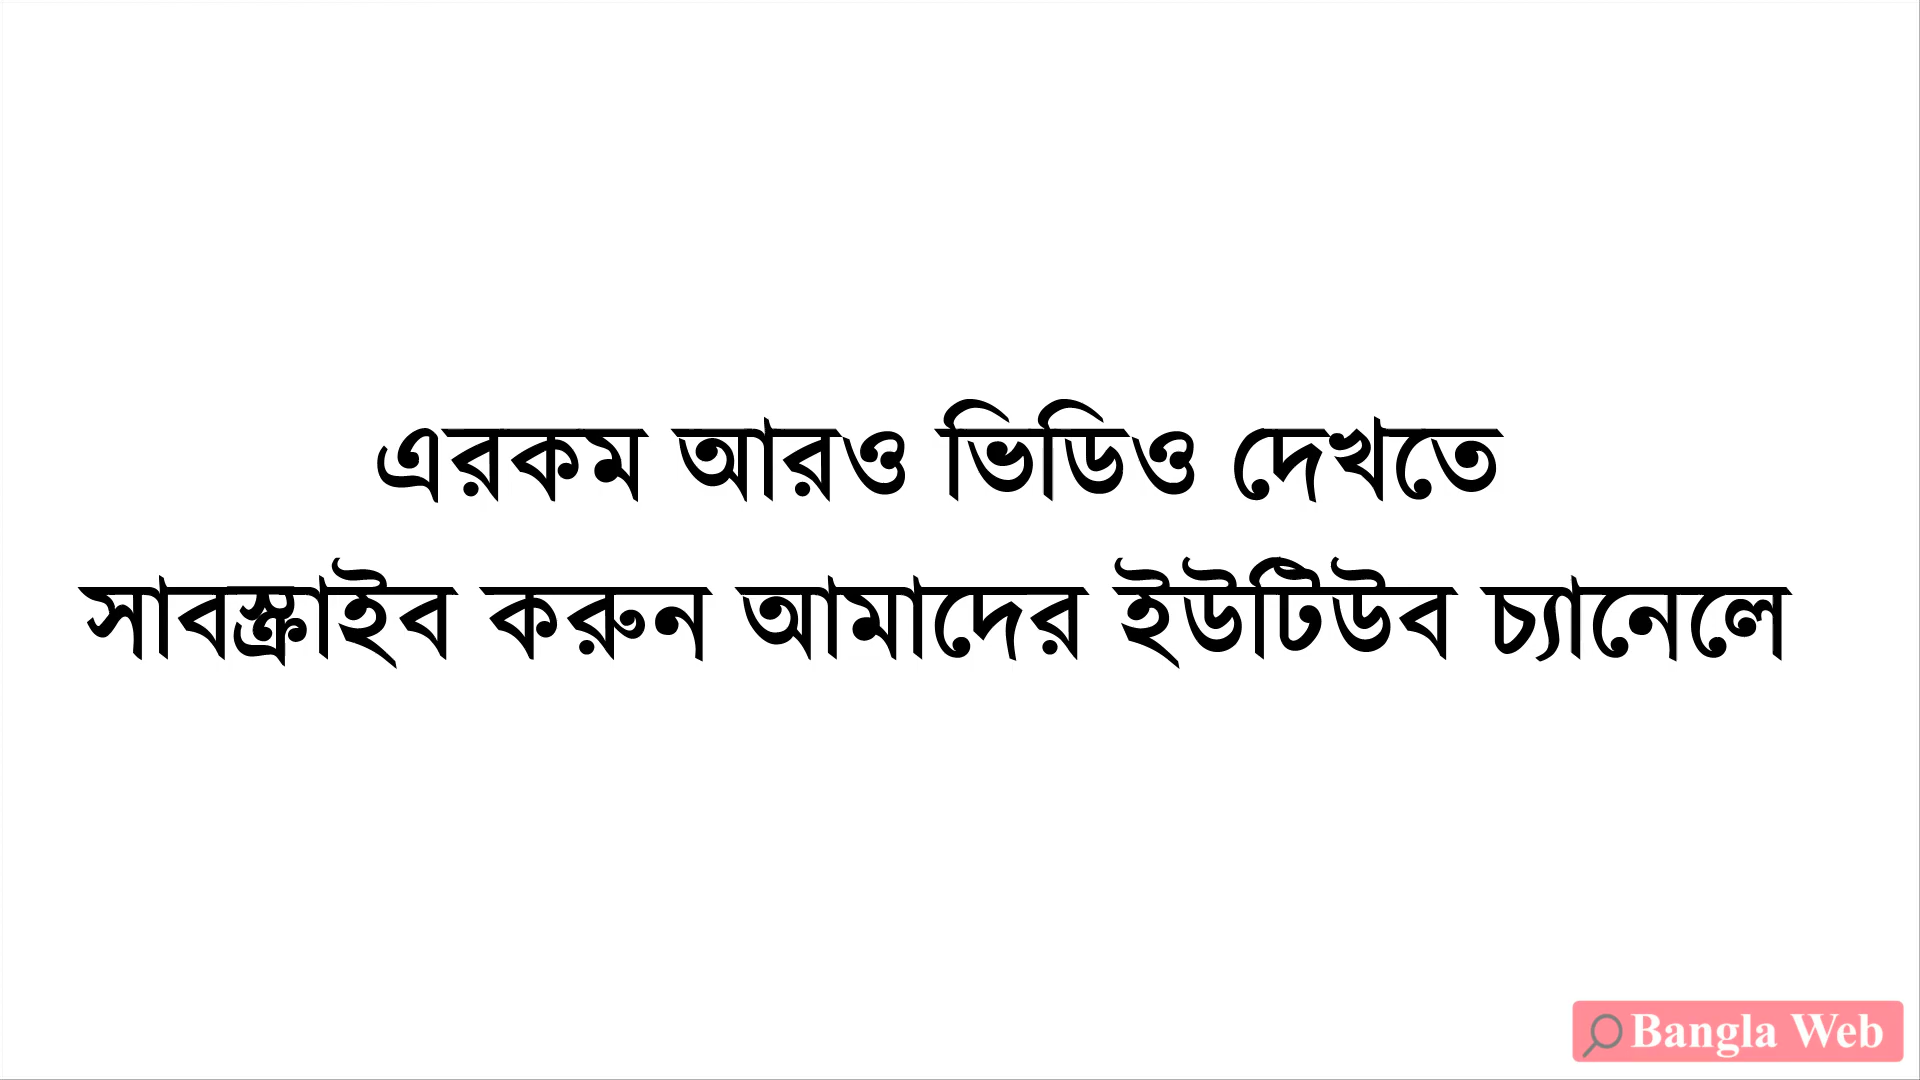 এরকম আরও ভিডিও দেখতে
সাবস্ক্রাইব করুন আমাদের ইউটিউব চ্যানেলে
Bangla Web